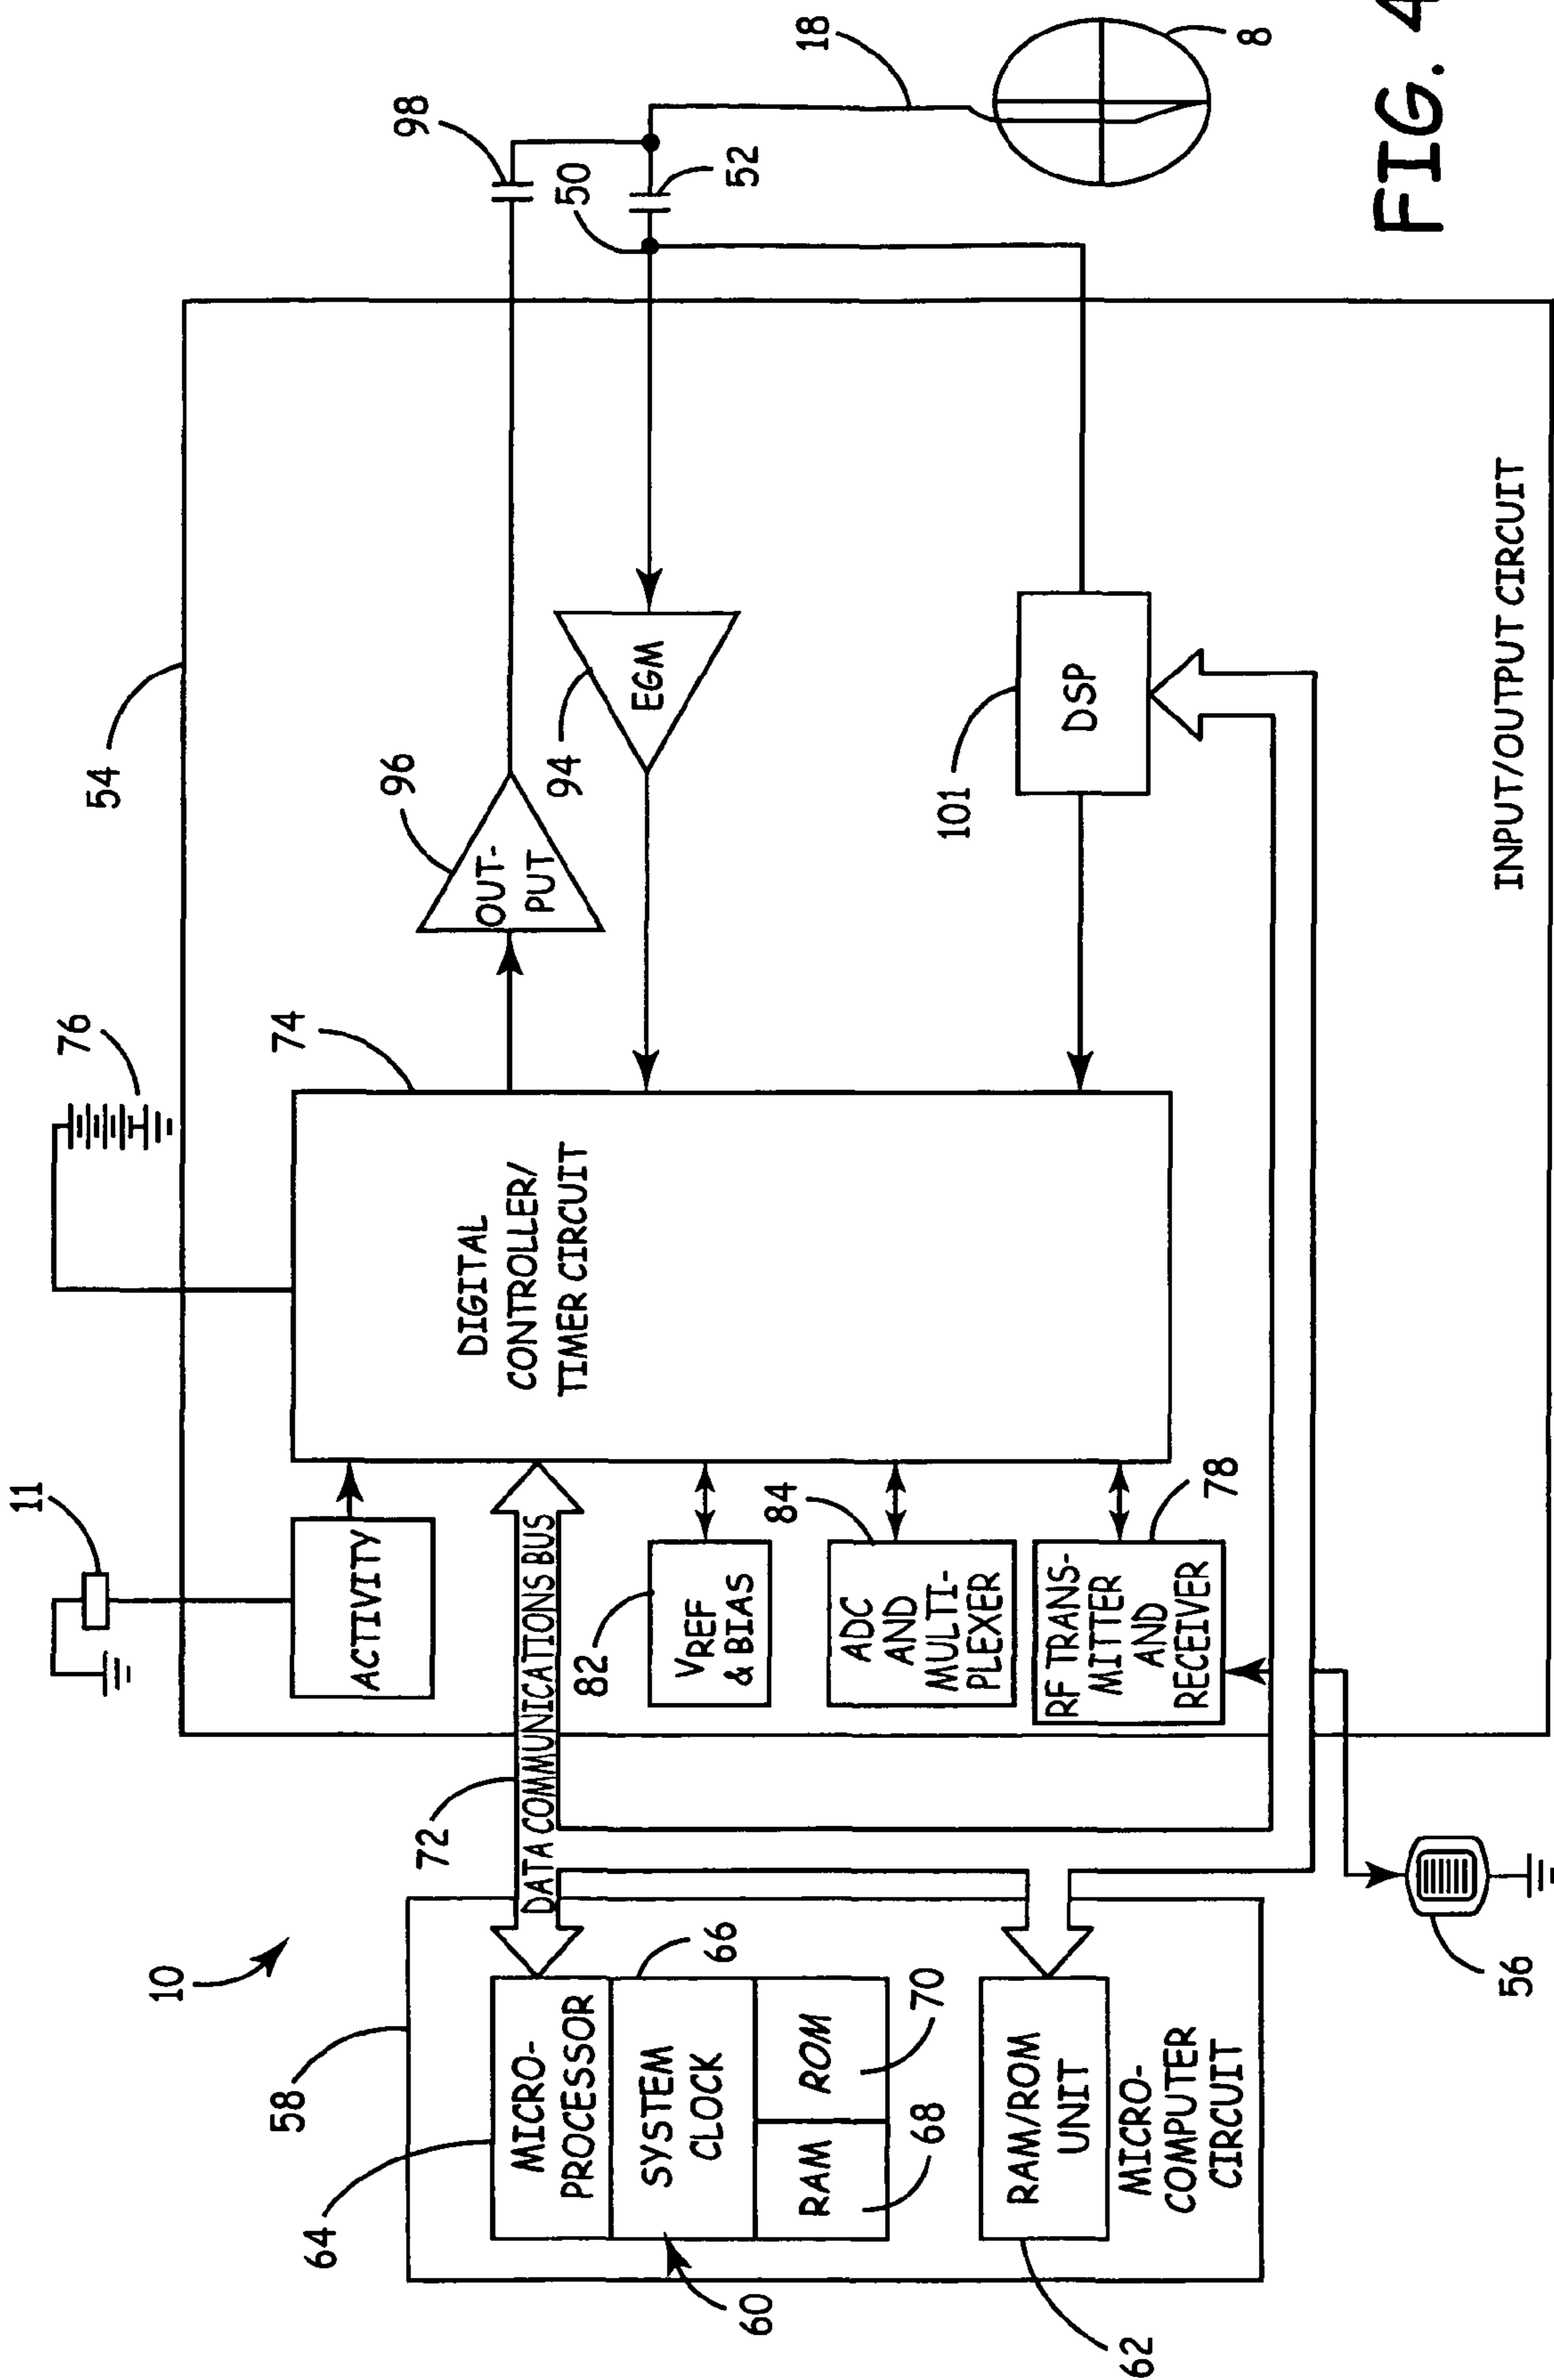 10
11
76
54
ACTIVITY
74
DIGITAL
CONTROLLER/
TIMER CIRCUIT
96
OUT-
PUT
98
58
64
MICRO-
PROCESSOR
72
DATA COMMUNICATIONS BUS
66
SYSTEM
CLOCK
60
RAM
ROM
68
70
82
VREF
& BIAS
94
EGM
50
52
18
84
ADC
AND
MULTI-
PLEXER
101
DSP
8
RAM/ROM
UNIT
62
MICRO-
COMPUTER
CIRCUIT
RF TRANS-
MITTER
AND
RECEIVER
78
56
INPUT/OUTPUT CIRCUIT
FIG. 4